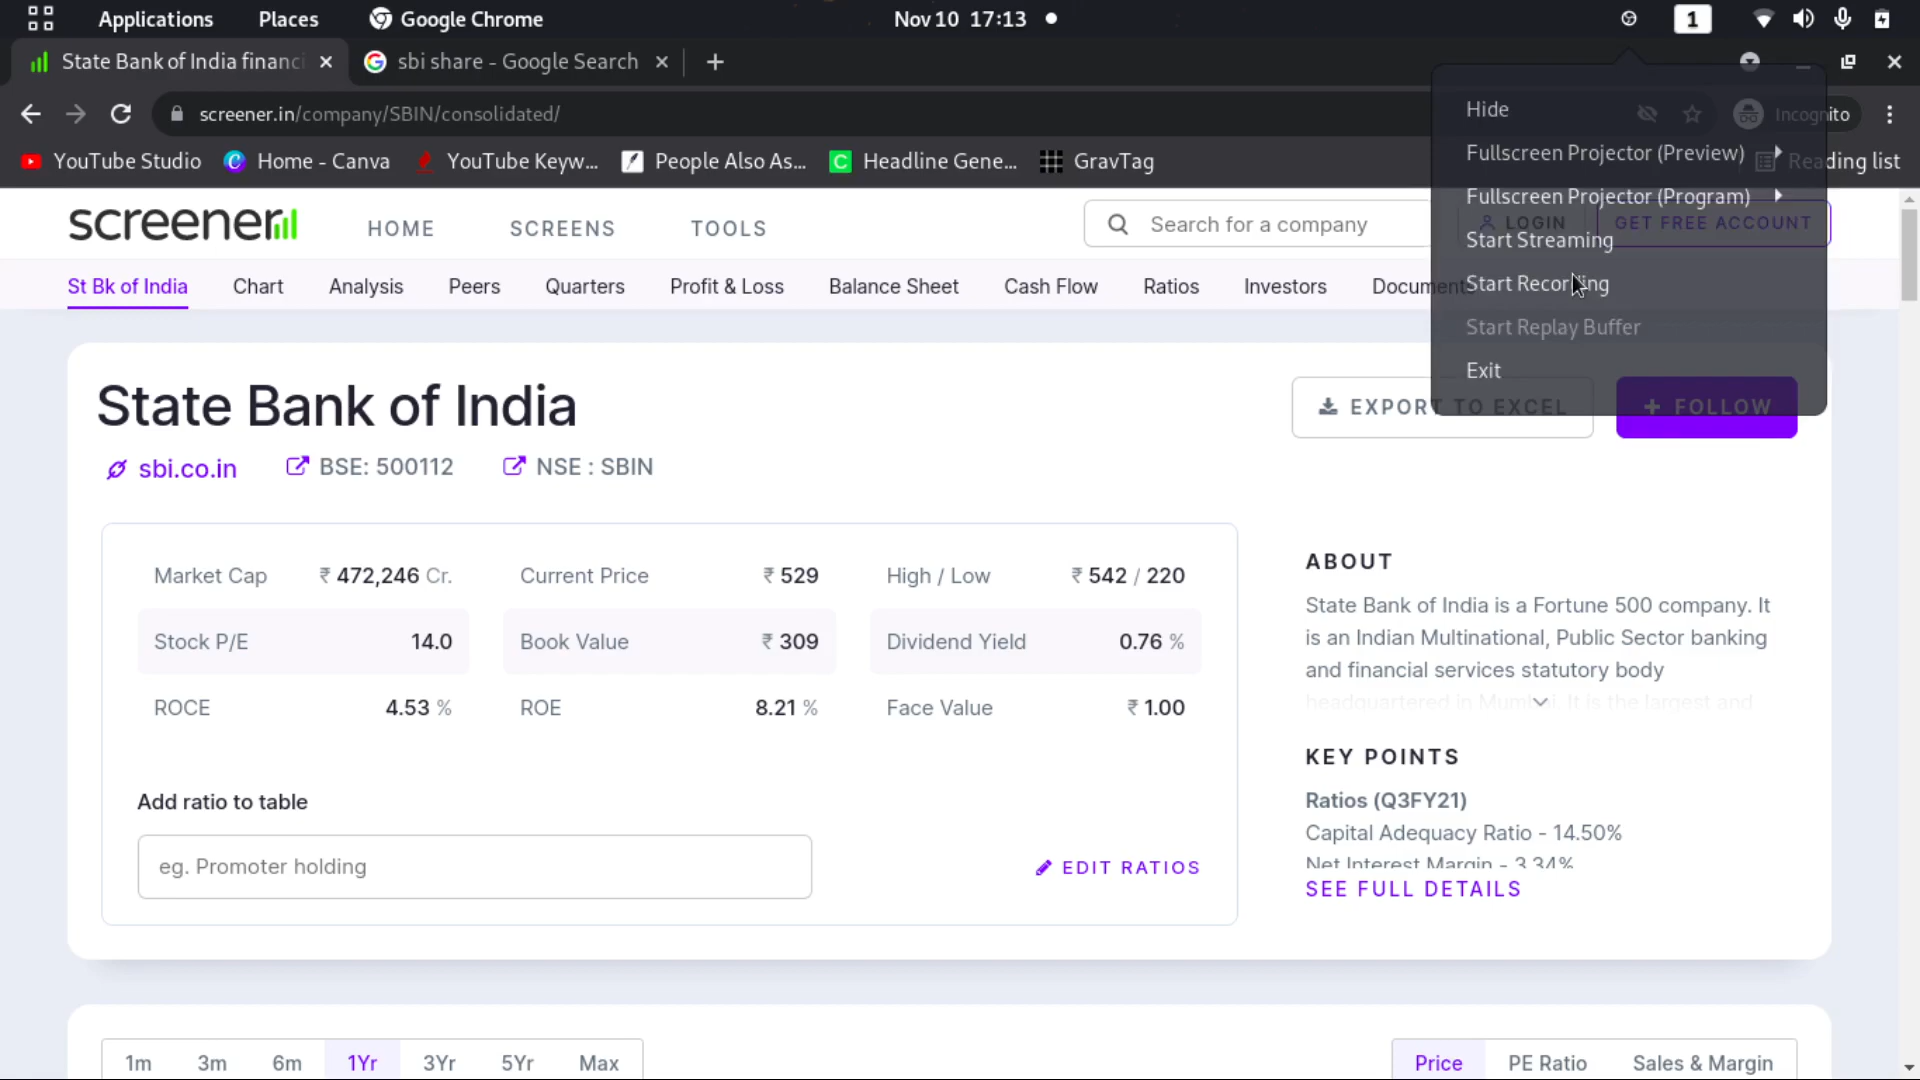 Applications Places Google Chrome Nov 10 17:13 1
State Bank of India financi sbi share - Google Search
screener.in/company/SBIN/consolidated/ Incognito
YouTube Studio Home - Canva YouTube Keyw... People Also As... Headline Gene... GravTag Reading list
Hide
Fullscreen Projector (Preview)
Fullscreen Projector (Program)
Start Streaming
Start Recording
Start Replay Buffer
Exit
screener HOME SCREENS TOOLS Search for a company LOGIN GET FREE ACCOUNT
St Bk of India Chart Analysis Peers Quarters Profit & Loss Balance Sheet Cash Flow Ratios Investors Document
State Bank of India
EXPORT TO EXCEL + FOLLOW
sbi.co.in BSE: 500112 NSE : SBIN
Market Cap ₹ 472,246 Cr. Current Price ₹ 529 High / Low ₹ 542 / 220
Stock P/E 14.0 Book Value ₹ 309 Dividend Yield 0.76 %
ROCE 4.53 % ROE 8.21 % Face Value ₹ 1.00
Add ratio to table
eg. Promoter holding
EDIT RATIOS
ABOUT
State Bank of India is a Fortune 500 company. It
is an Indian Multinational, Public Sector banking
and financial services statutory body
headquartered in Mumbai. It is the largest and
KEY POINTS
Ratios (Q3FY21)
Capital Adequacy Ratio - 14.50%
Net Interest Margin - 3.34%
SEE FULL DETAILS
1m 3m 6m 1Yr 3Yr 5Yr Max
Price PE Ratio Sales & Margin